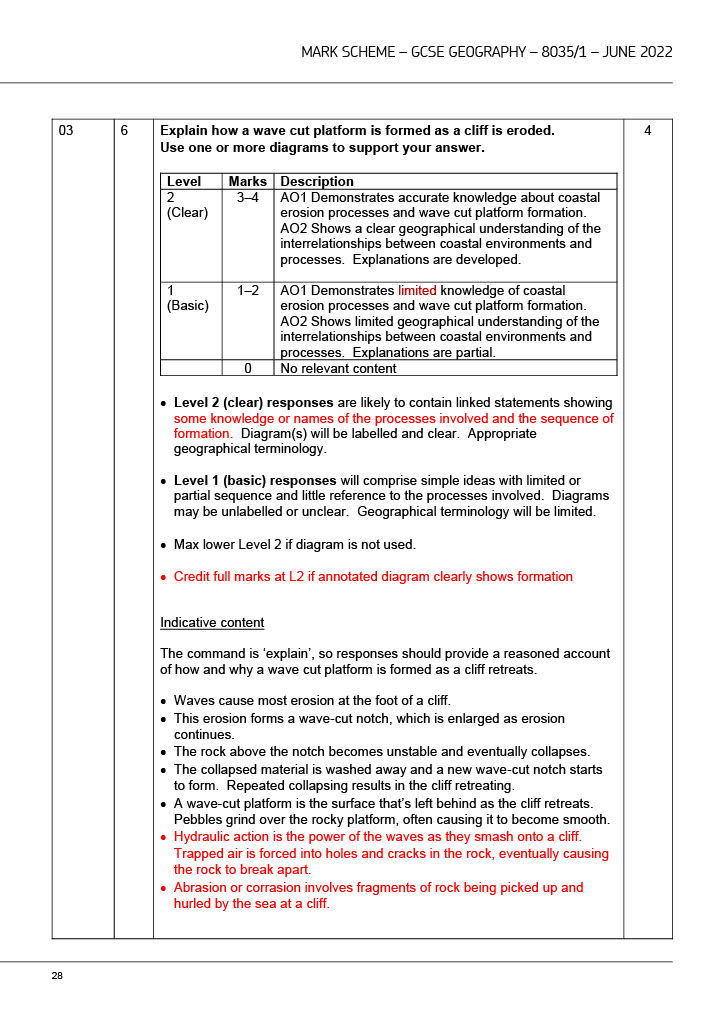 MARK SCHEME – GCSE GEOGRAPHY – 8035/1 – JUNE 2022
03 6 Explain how a wave cut platform is formed as a cliff is eroded. 4
Use one or more diagrams to support your answer.
Level Marks Description
2 3–4 AO1 Demonstrates accurate knowledge about coastal
(Clear) erosion processes and wave cut platform formation.
AO2 Shows a clear geographical understanding of the
interrelationships between coastal environments and
processes. Explanations are developed.
1 1–2 AO1 Demonstrates limited knowledge of coastal
(Basic) erosion processes and wave cut platform formation.
AO2 Shows limited geographical understanding of the
interrelationships between coastal environments and
processes. Explanations are partial.
0 No relevant content
• Level 2 (clear) responses are likely to contain linked statements showing
some knowledge or names of the processes involved and the sequence of
formation. Diagram(s) will be labelled and clear. Appropriate
geographical terminology.
• Level 1 (basic) responses will comprise simple ideas with limited or
partial sequence and little reference to the processes involved. Diagrams
may be unlabelled or unclear. Geographical terminology will be limited.
• Max lower Level 2 if diagram is not used.
• Credit full marks at L2 if annotated diagram clearly shows formation
Indicative content
The command is ‘explain’, so responses should provide a reasoned account
of how and why a wave cut platform is formed as a cliff retreats.
• Waves cause most erosion at the foot of a cliff.
• This erosion forms a wave-cut notch, which is enlarged as erosion
continues.
• The rock above the notch becomes unstable and eventually collapses.
• The collapsed material is washed away and a new wave-cut notch starts
to form. Repeated collapsing results in the cliff retreating.
• A wave-cut platform is the surface that’s left behind as the cliff retreats.
Pebbles grind over the rocky platform, often causing it to become smooth.
• Hydraulic action is the power of the waves as they smash onto a cliff.
Trapped air is forced into holes and cracks in the rock, eventually causing
the rock to break apart.
• Abrasion or corrasion involves fragments of rock being picked up and
hurled by the sea at a cliff.
28